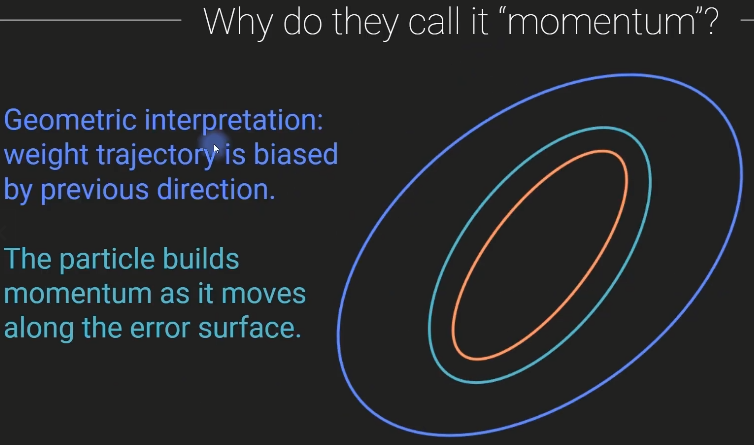 Why do they call it “momentum”?
Geometric interpretation:
weight trajectory is biased
by previous direction.
The particle builds
momentum as it moves
along the error surface.